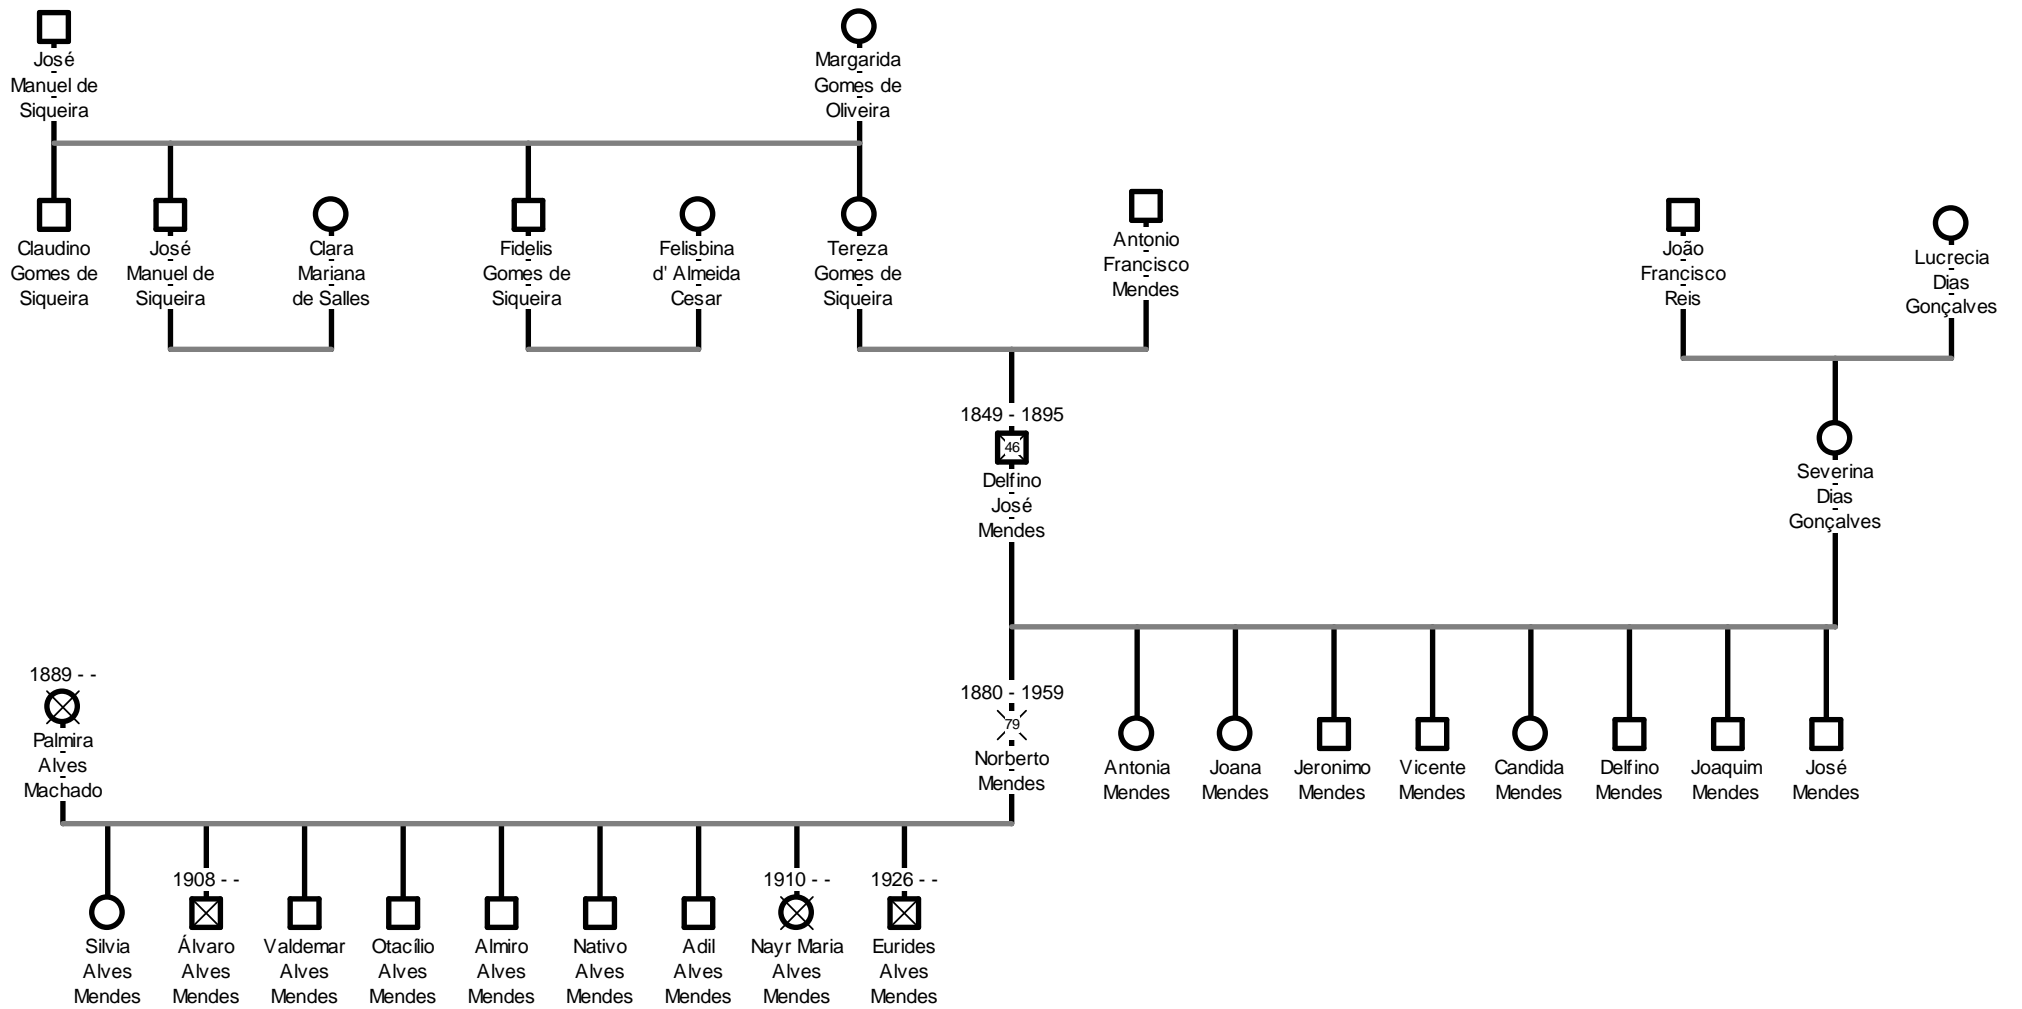 José
Manuel de
Siqueira
Margarida
Gomes de
Oliveira
Claudino
Gomes de
Siqueira
José
Manuel de
Siqueira
Clara
Mariana
de Salles
Fidelis
Gomes de
Siqueira
Felisbina
d' Almeida
Cesar
Tereza
Gomes de
Siqueira
Antonio
Francisco
Mendes
João
Francisco
Reis
Lucrecia
Dias
Gonçalves
1849 - 1895
46
Delfino
José
Mendes
Severina
Dias
Gonçalves
1889 - -
Palmira
Alves
Machado
1880 - 1959
79
Norberto
Mendes
Antonia
Mendes
Joana
Mendes
Jeronimo
Mendes
Vicente
Mendes
Candida
Mendes
Delfino
Mendes
Joaquim
Mendes
José
Mendes
Silvia
Alves
Mendes
1908 - -
Álvaro
Alves
Mendes
Valdemar
Alves
Mendes
Otacílio
Alves
Mendes
Almiro
Alves
Mendes
Nativo
Alves
Mendes
Adil
Alves
Mendes
1910 - -
Nayr Maria
Alves
Mendes
1926 - -
Eurides
Alves
Mendes